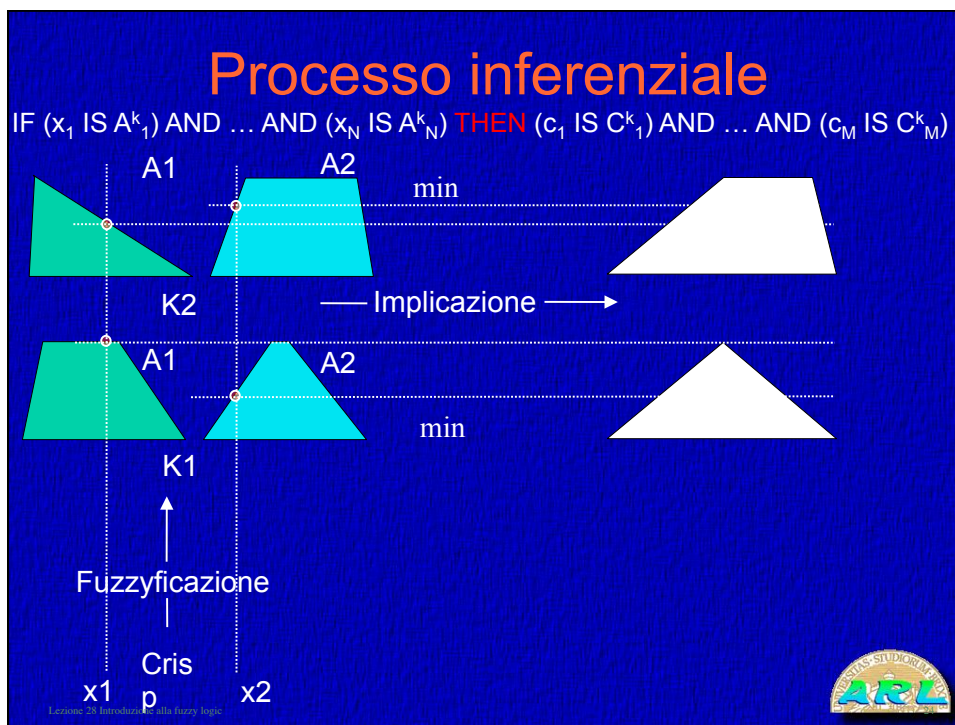 Processo inferenziale
IF (x1 IS Ak1) AND … AND (xN IS AkN) THEN (c1 IS Ck1) AND … AND (cM IS CkM)
A1
A2
min
K2
Implicazione
A1
A2
min
K1
Fuzzyficazione
Cris
p
x1
x2
Lezione 28 Introduzione alla fuzzy logic
ARL
24